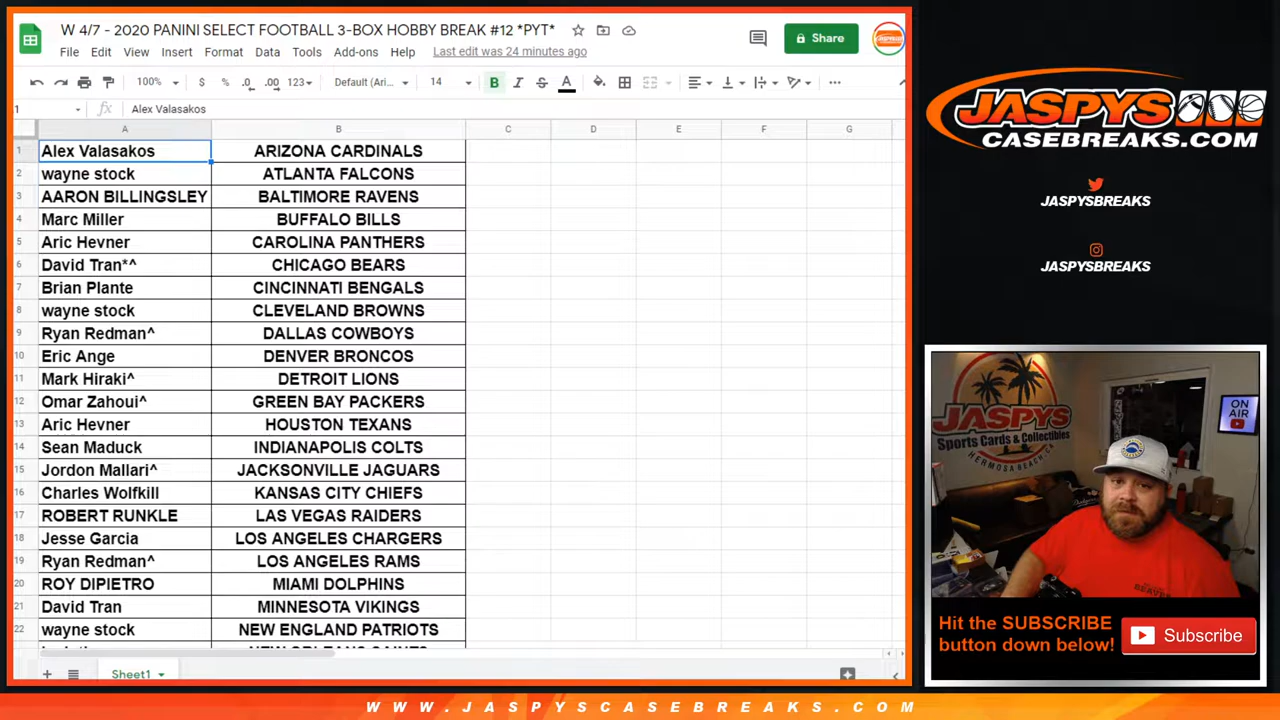 W 4/7 - 2020 PANINI SELECT FOOTBALL 3-BOX HOBBY BREAK #12 *PYT*
File Edit View Insert Format Data Tools Add-ons Help Last edit was 24 minutes ago
Share
100% $ % .0 .00 123 Default (Ari... 14 B I S A
1 fx Alex Valasakos
A B C D E F G
1 Alex Valasakos ARIZONA CARDINALS
2 wayne stock ATLANTA FALCONS
3 AARON BILLINGSLEY BALTIMORE RAVENS
4 Marc Miller BUFFALO BILLS
5 Aric Hevner CAROLINA PANTHERS
6 David Tran*^ CHICAGO BEARS
7 Brian Plante CINCINNATI BENGALS
8 wayne stock CLEVELAND BROWNS
9 Ryan Redman^ DALLAS COWBOYS
10 Eric Ange DENVER BRONCOS
11 Mark Hiraki^ DETROIT LIONS
12 Omar Zahoui^ GREEN BAY PACKERS
13 Aric Hevner HOUSTON TEXANS
14 Sean Maduck INDIANAPOLIS COLTS
15 Jordon Mallari^ JACKSONVILLE JAGUARS
16 Charles Wolfkill KANSAS CITY CHIEFS
17 ROBERT RUNKLE LAS VEGAS RAIDERS
18 Jesse Garcia LOS ANGELES CHARGERS
19 Ryan Redman^ LOS ANGELES RAMS
20 ROY DIPIETRO MIAMI DOLPHINS
21 David Tran MINNESOTA VIKINGS
22 wayne stock NEW ENGLAND PATRIOTS
NEW ORLEANS SAINTS
Sheet1
JASPYS
CASEBREAKS.COM
JASPYSBREAKS
JASPYSBREAKS
JASPYS
Sports Cards & Collectibles
HERMOSA BEACH, CA
ON
AIR
Hit the SUBSCRIBE
button down below!
Subscribe
WWW.JASPYSCASEBREAKS.COM